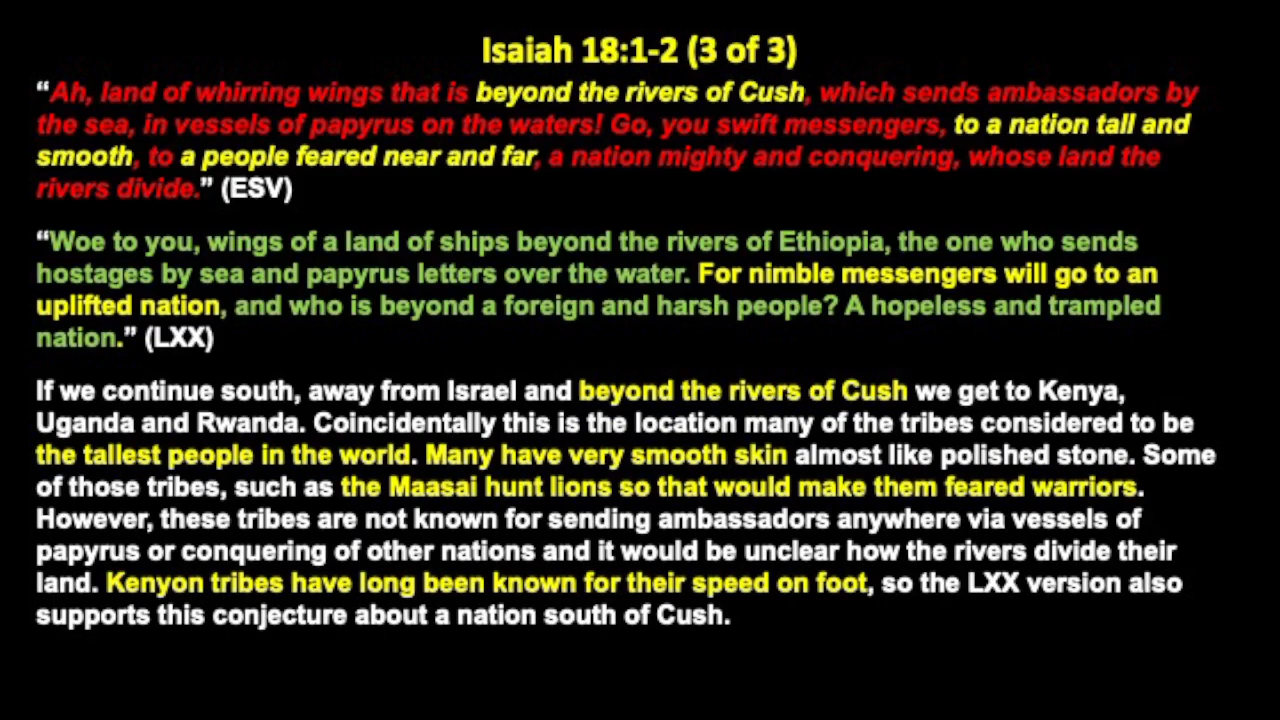 Isaiah 18:1-2 (3 of 3)
“Ah, land of whirring wings that is beyond the rivers of Cush, which sends ambassadors by
the sea, in vessels of papyrus on the waters! Go, you swift messengers, to a nation tall and
smooth, to a people feared near and far, a nation mighty and conquering, whose land the
rivers divide.” (ESV)
“Woe to you, wings of a land of ships beyond the rivers of Ethiopia, the one who sends
hostages by sea and papyrus letters over the water. For nimble messengers will go to an
uplifted nation, and who is beyond a foreign and harsh people? A hopeless and trampled
nation.” (LXX)
If we continue south, away from Israel and beyond the rivers of Cush we get to Kenya,
Uganda and Rwanda. Coincidentally this is the location many of the tribes considered to be
the tallest people in the world. Many have very smooth skin almost like polished stone. Some
of those tribes, such as the Maasai hunt lions so that would make them feared warriors.
However, these tribes are not known for sending ambassadors anywhere via vessels of
papyrus or conquering of other nations and it would be unclear how the rivers divide their
land. Kenyon tribes have long been known for their speed on foot, so the LXX version also
supports this conjecture about a nation south of Cush.